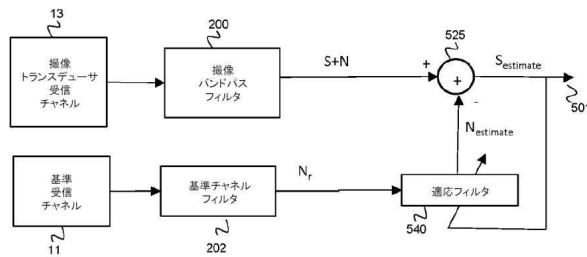 13
撮像
トランスデューサ
受信
チャネル
200
撮像
バンドパス
フィルタ
S+N
+
525
+
-
S estimate
501
N estimate
基準
受信
チャネル
11
基準チャネル
フィルタ
202
N r
適応フィルタ
540